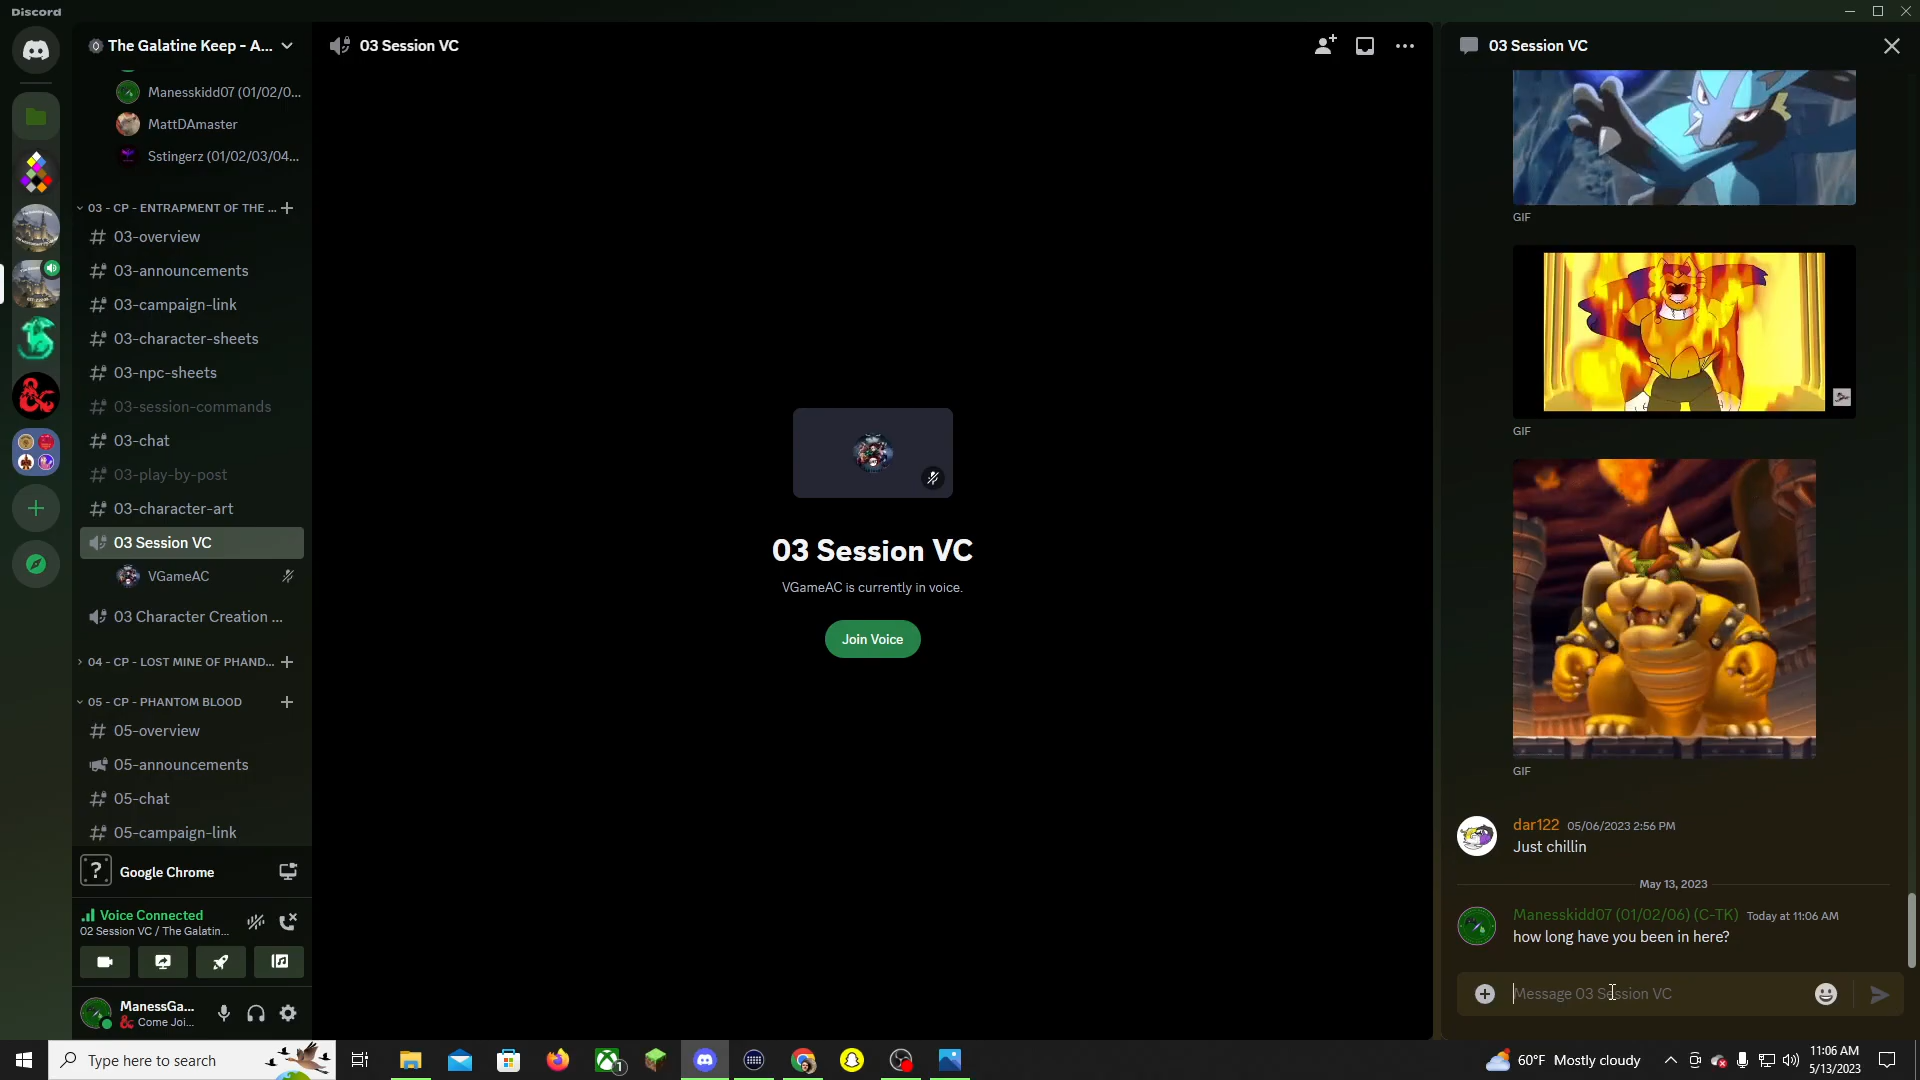 Discord
The Galatine Keep - A...
03 Session VC
03 Session VC
Manesskidd07 (01/02/0...
MattDAmaster
Sstingerz (01/02/03/04...
03 - CP - ENTRAPMENT OF THE ...
03-overview
03-announcements
03-campaign-link
03-character-sheets
03-npc-sheets
03-session-commands
03-chat
03-play-by-post
03-character-art
03 Session VC
VGameAC
03 Character Creation ...
04 - CP - LOST MINE OF PHAND...
05 - CP - PHANTOM BLOOD
05-overview
05-announcements
05-chat
05-campaign-link
? Google Chrome
Voice Connected
02 Session VC / The Galatin...
ManessGa...
Come Joi...
03 Session VC
VGameAC is currently in voice.
Join Voice
GIF
GIF
GIF
dar122 05/06/2023 2:56 PM
Just chillin
May 13, 2023
Manesskidd07 (01/02/06) (C-TK) Today at 11:06 AM
how long have you been in here?
Message 03 Session VC
Type here to search
1
60°F Mostly cloudy
11:06 AM
5/13/2023